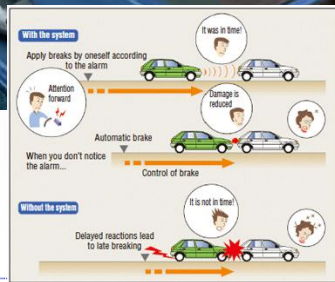 It was in time!
With the system
Apply breaks by oneself according
to the alarm
Attention
forward
Damage is
reduced
Automatic brake
When you don't notice
the alarm...
Control of brake
Without the system
It is not in time!
Delayed reactions lead
to late breaking